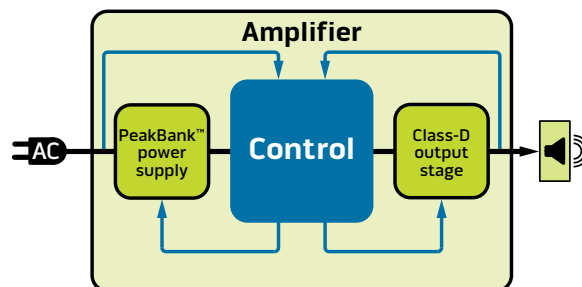 Amplifier
AC
PeakBank™
power
supply
Control
Class-D
output
stage